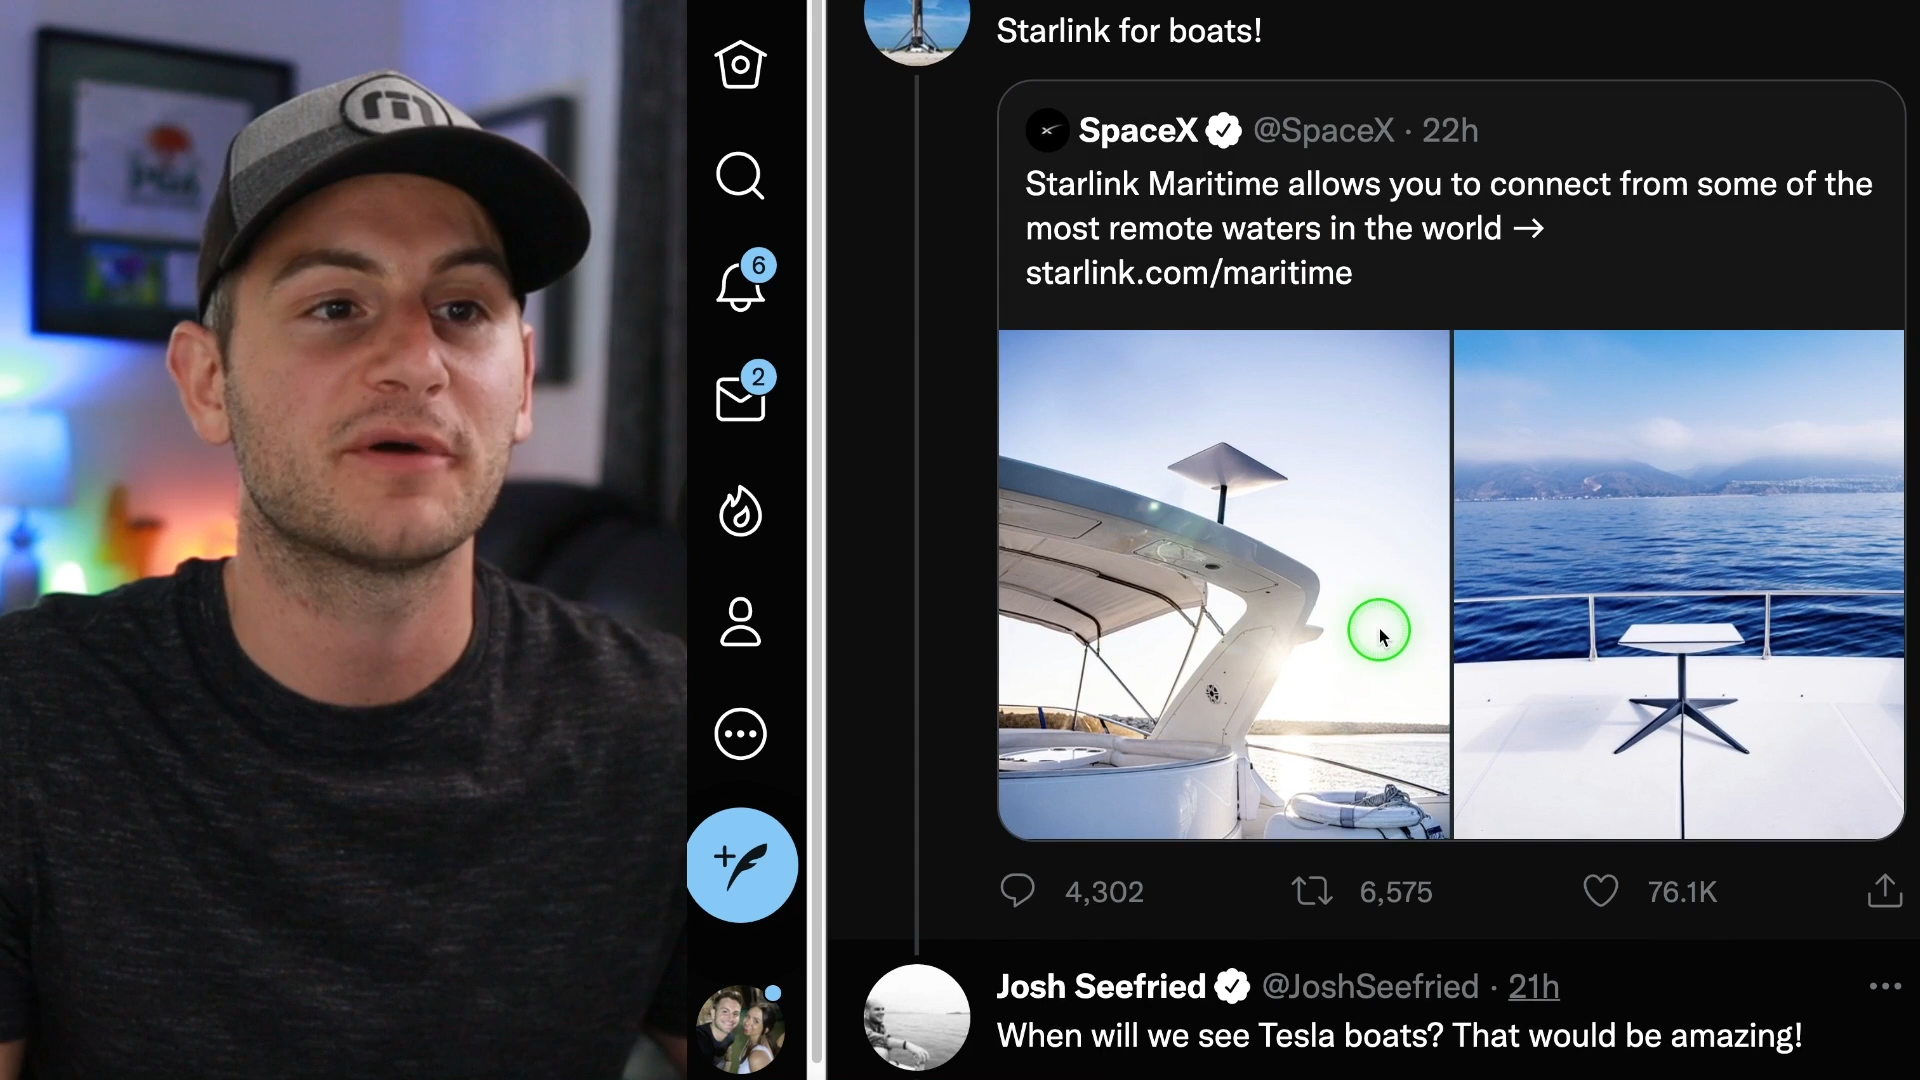 Starlink for boats!
SpaceX @SpaceX · 22h
Starlink Maritime allows you to connect from some of the
most remote waters in the world →
starlink.com/maritime
4,302 6,575 76.1K
Josh Seefried @JoshSeefried · 21h
When will we see Tesla boats? That would be amazing!
6
2
PGA
m